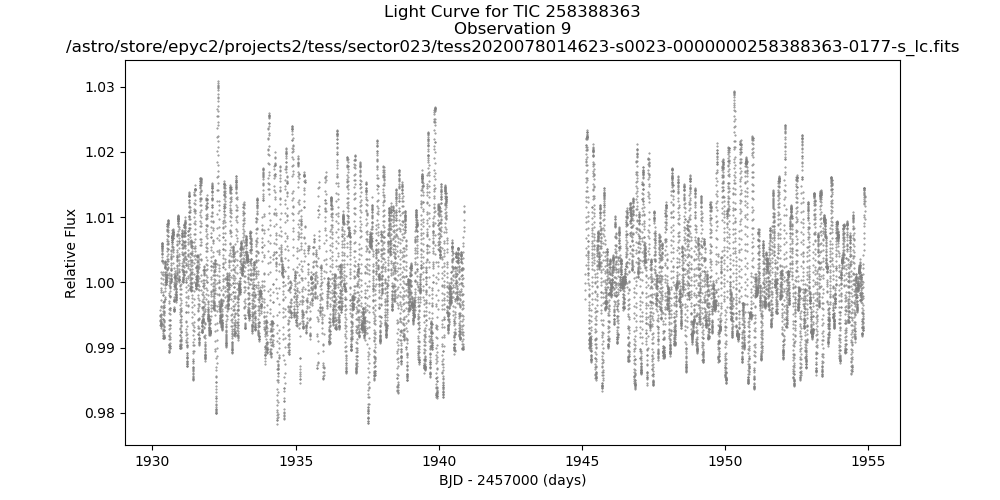 Light Curve for TIC 258388363
Observation 9
/astro/store/epyc2/projects2/tess/sector023/tess2020078014623-s0023-0000000258388363-0177-s_lc.fits
1.03
1.02
1.01
1.00
0.99
0.98
Relative Flux
1930
1935
1940
1945
1950
1955
BJD - 2457000 (days)